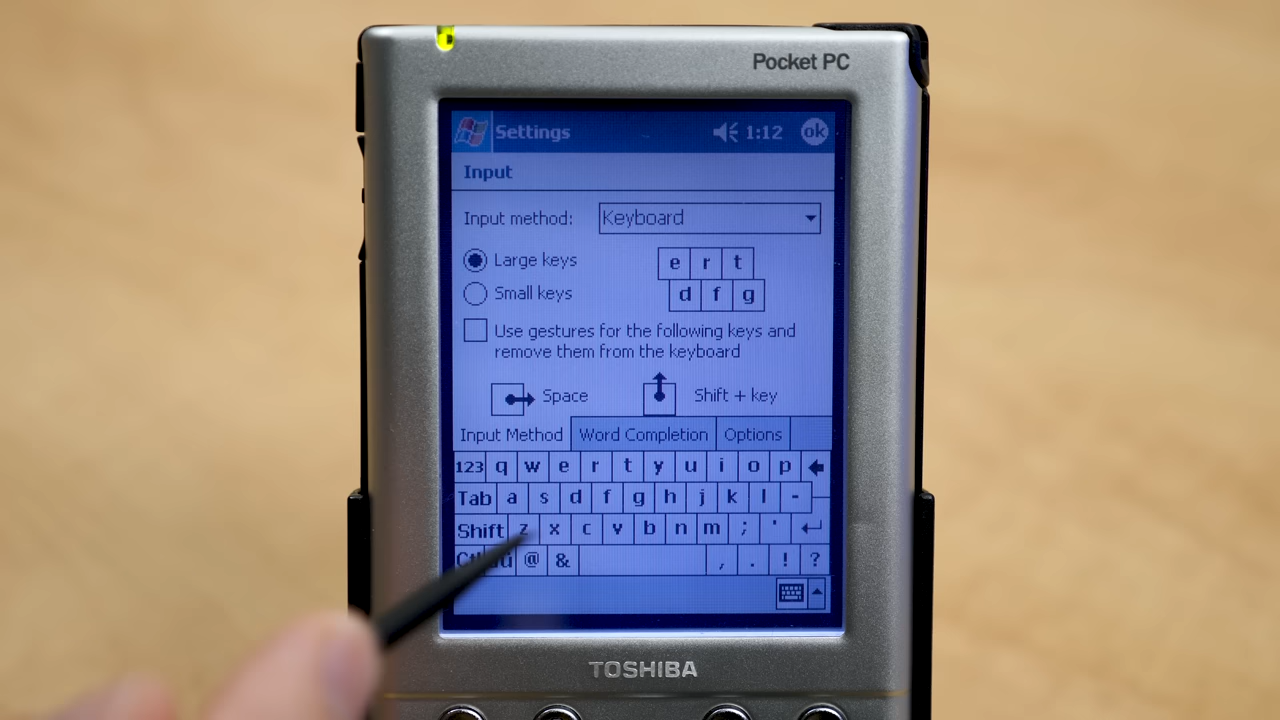 Pocket PC
Settings 1:12 ok
Input
Input method: Keyboard
Large keys
e r t
Small keys
d f g
Use gestures for the following keys and
remove them from the keyboard
Space Shift + key
Input Method Word Completion Options
123 q w e r t y u i o p
Tab a s d f g h j k l -
Shift z x c v b n m ; '
@ & , . ! ?
TOSHIBA